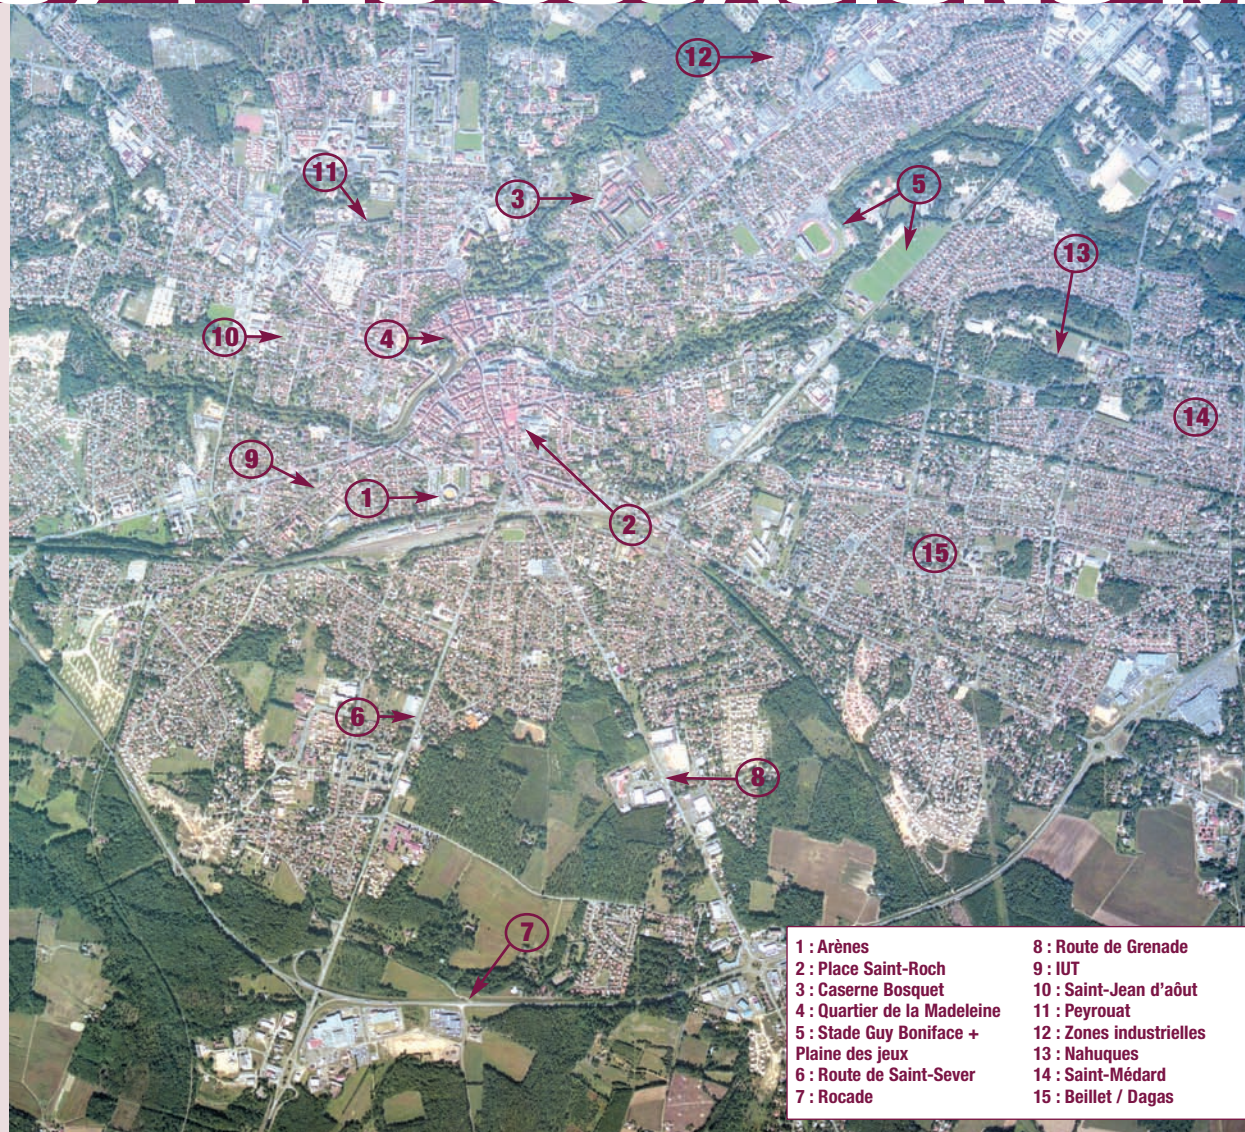 12
11
3
5
13
10
4
14
9
1
2
15
6
8
7
1 : Arènes
2 : Place Saint-Roch
3 : Caserne Bosquet
4 : Quartier de la Madeleine
5 : Stade Guy Boniface +
Plaine des jeux
6 : Route de Saint-Sever
7 : Rocade
8 : Route de Grenade
9 : IUT
10 : Saint-Jean d’aôut
11 : Peyrouat
12 : Zones industrielles
13 : Nahuques
14 : Saint-Médard
15 : Beillet / Dagas